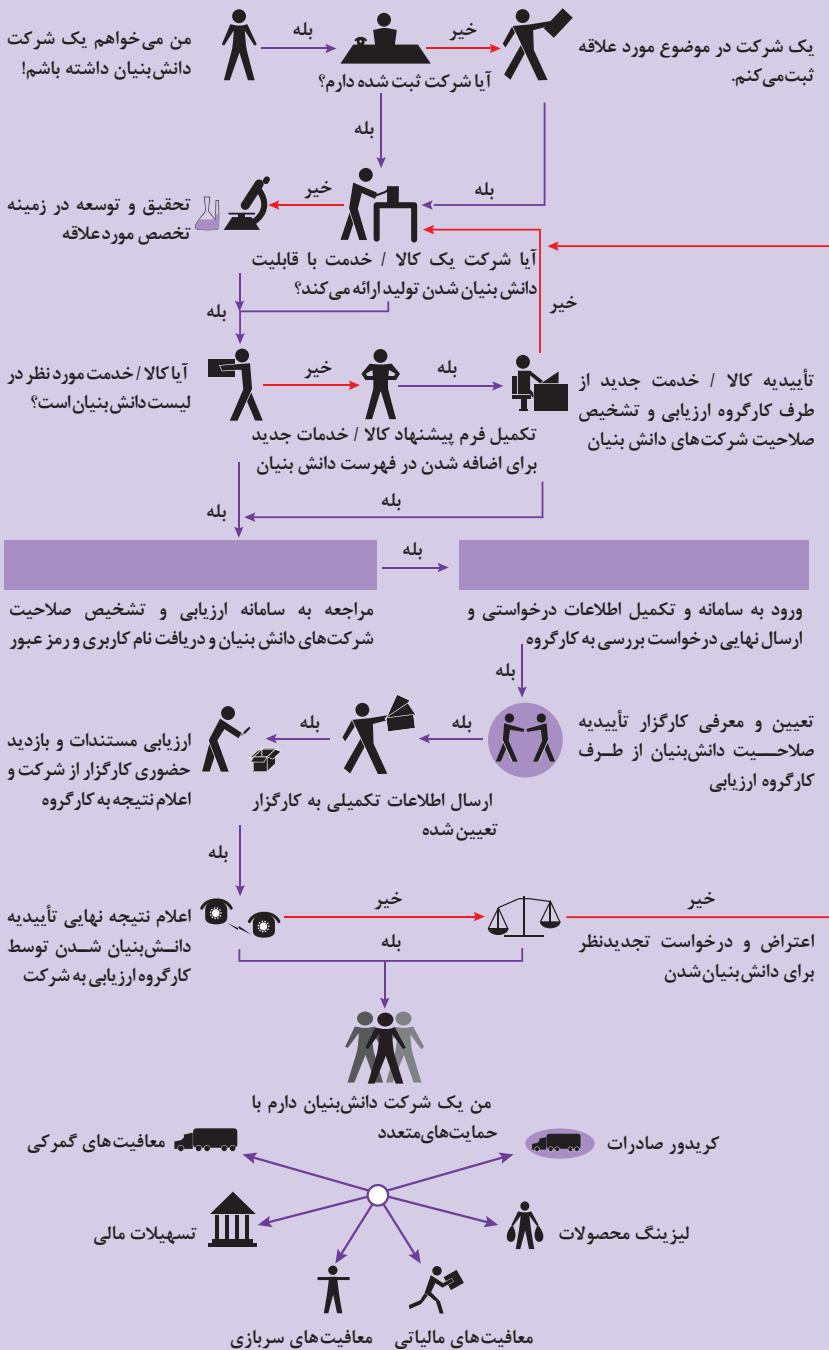 من می‌خواهم یک شرکت
دانش‌بنیان داشته باشم!
بله
آیا شرکت ثبت شده دارم؟
خیر
یک شرکت در موضوع مورد علاقه
ثبت‌می‌کنم.
بله
بله
خیر
تحقیق و توسعه در زمینه
تخصص مورد علاقه
آیا شرکت یک کالا / خدمت با قابلیت
دانش بنیان شدن تولید ارائه می‌کند؟
خیر
بله
آیا کالا / خدمت مورد نظر در
لیست دانش‌بنیان است؟
خیر
تکمیل فرم پیشنهاد کالا / خدمات جدید
برای اضافه شدن در فهرست دانش بنیان
بله
تأییدیه کالا / خدمت جدید از
طرف کارگروه ارزیابی و تشخیص
صلاحیت شرکت‌های دانش بنیان
بله
بله
بله
مراجعه به سامانه ارزیابی و تشخیص صلاحیت
شرکت‌های دانش بنیان و دریافت نام کاربری و رمز عبور
ورود به سامانه و تکمیل اطلاعات درخواستی و
ارسال نهایی درخواست بررسی به کارگروه
بله
تعیین و معرفی کارگزار تأییدیه
صلاحـــیت دانش‌بنیان از طــرف
کارگروه ارزیابی
بله
ارسال اطلاعات تکمیلی به کارگزار
تعیین شده
بله
ارزیابی مستندات و بازدید
حضوری کارگزار از شرکت و
اعلام نتیجه به کارگروه
بله
اعلام نتیجه نهایی تأییدیه
دانــش‌بنیان شــدن توسط
کارگروه ارزیابی به شرکت
خیر
بله
خیر
اعتراض و درخواست تجدیدنظر
برای دانش‌بنیان‌شدن
من یک شرکت دانش‌بنیان دارم با
حمایت‌های‌متعدد
کریدور صادرات
معافیت‌های گمرکی
لیزینگ محصولات
تسهیلات مالی
معافیت‌های مالیاتی
معافیت‌های سربازی